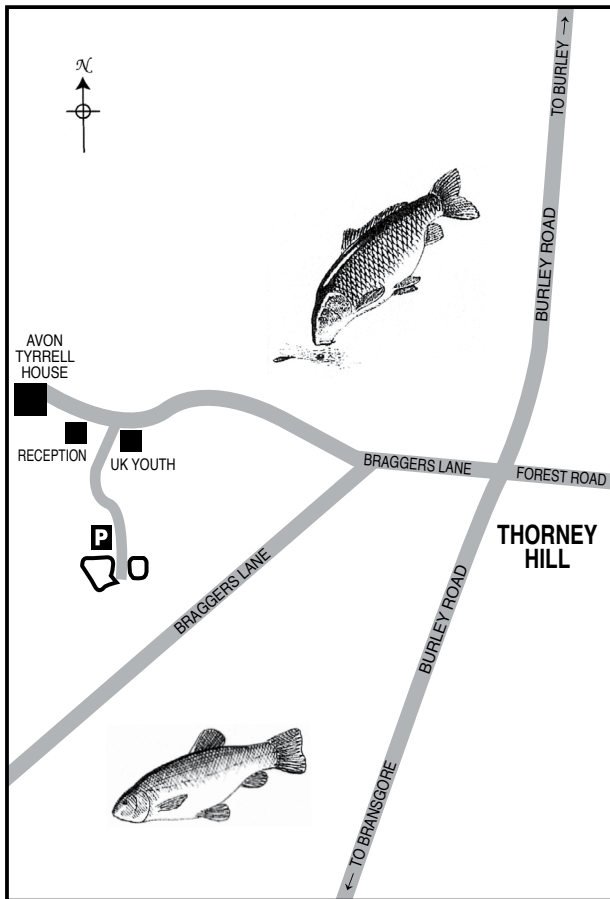 N
TO BURLEY →
BURLEY ROAD
AVON
TYRRELL
HOUSE
RECEPTION
UK YOUTH
BRAGGERS LANE
FOREST ROAD
THORNEY
HILL
P
BRAGGERS LANE
BURLEY ROAD
← TO BRANSGORE